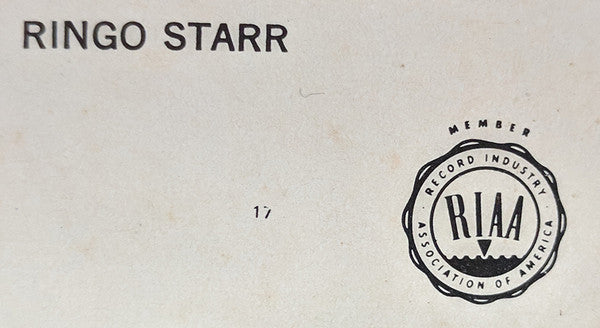 RINGO STARR
MEMBER
RECORD INDUSTRY
RIAA
ASSOCIATION OF AMERICA
17